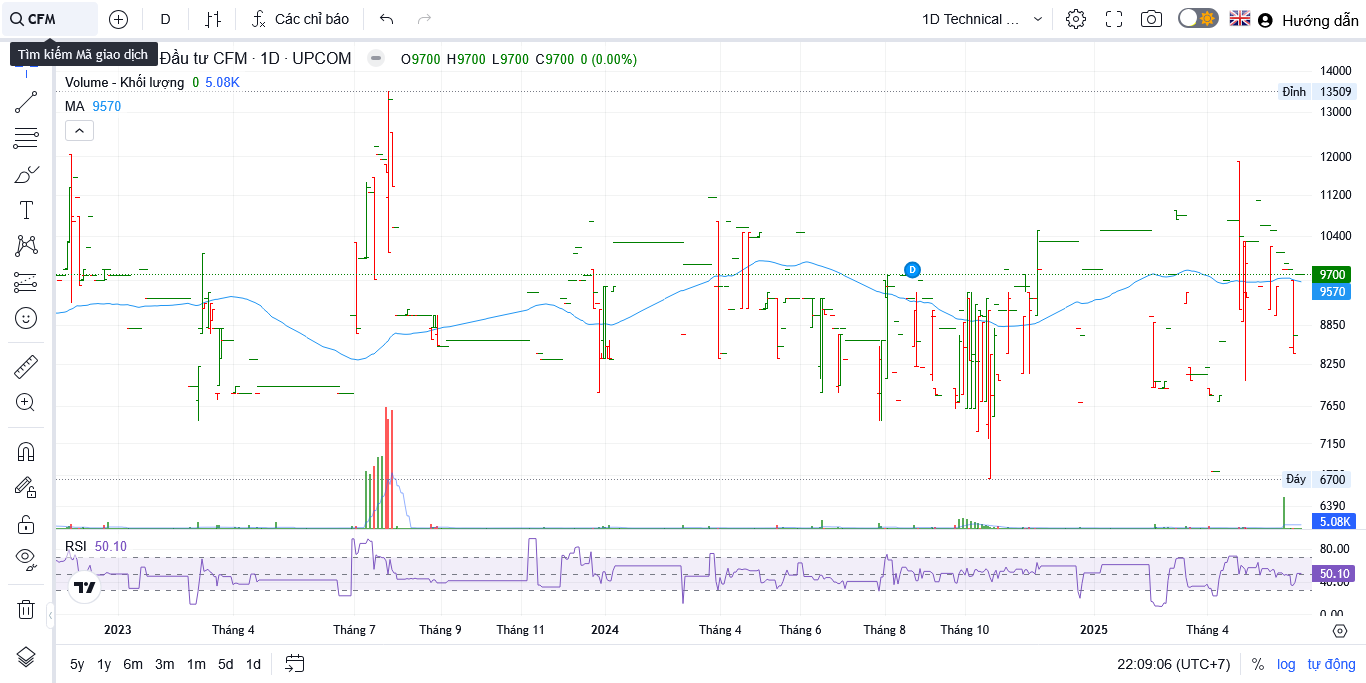 CFM D Các chỉ báo 1D Technical ... Hướng dẫn
Tìm kiếm Mã giao dịch
Đầu tư CFM · 1D · UPCOM O9700 H9700 L9700 C9700 0 (0.00%)
Volume - Khối lượng 0 5.08K
MA 9570
14000
Đỉnh 13509
13000
12000
11200
10400
9700
D
9570
8850
8250
7650
7150
Đáy 6700
6390
5.08K
RSI 50.10
80.00
50.10
40.00
0.00
2023 Tháng 4 Tháng 7 Tháng 9 Tháng 11 2024 Tháng 4 Tháng 6 Tháng 8 Tháng 10 2025 Tháng 4
5y 1y 6m 3m 1m 5d 1d 22:09:06 (UTC+7) % log tự động